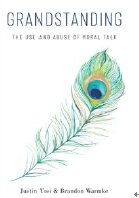 GRANDSTANDING
THE USE AND ABUSE OF MORAL TALK
Justin Tosi & Brandon Warmke